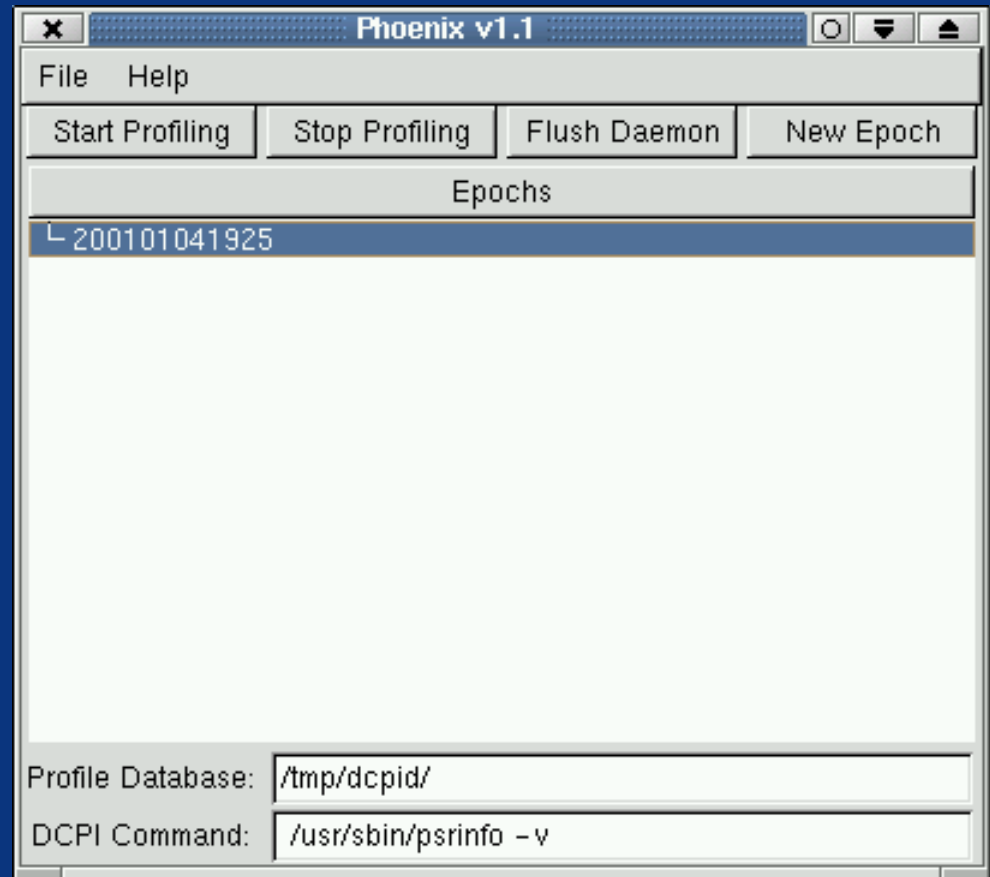 Phoenix v1.1
File Help
Start Profiling Stop Profiling Flush Daemon New Epoch
Epochs
200101041925
Profile Database: /tmp/dcpid/
DCPI Command: /usr/sbin/psrinfo -v